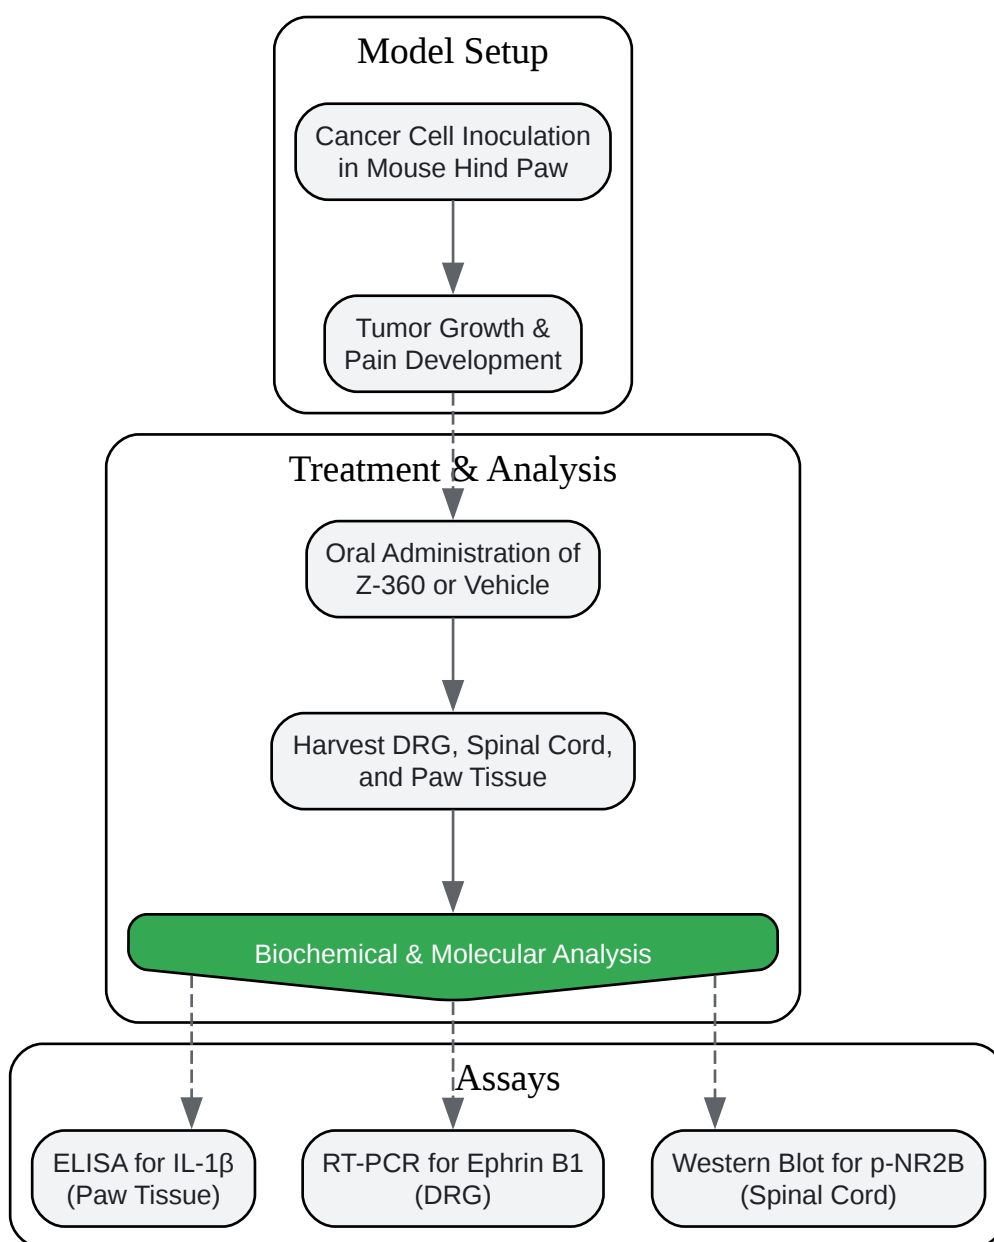 Model Setup
Cancer Cell Inoculation
in Mouse Hind Paw
Tumor Growth &
Pain Development
Treatment & Analysis
Oral Administration of
Z-360 or Vehicle
Harvest DRG, Spinal Cord,
and Paw Tissue
Biochemical & Molecular Analysis
Assays
ELISA for IL-1β
(Paw Tissue)
RT-PCR for Ephrin B1
(DRG)
Western Blot for p-NR2B
(Spinal Cord)